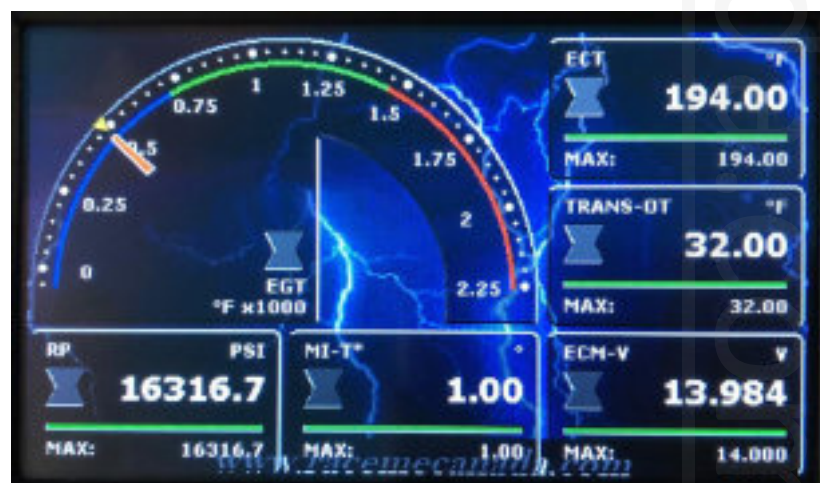 0
0.25
0.5
0.75
1
1.25
1.5
1.75
2
2.25
EGT
°F x1000
ECT °F
194.00
MAX: 194.00
TRANS-OT °F
32.00
MAX: 32.00
RP PSI
16316.7
MAX: 16316.7
MI-T° °
1.00
MAX: 1.00
ECM-V V
13.984
MAX: 14.000
www.racemecanada.com